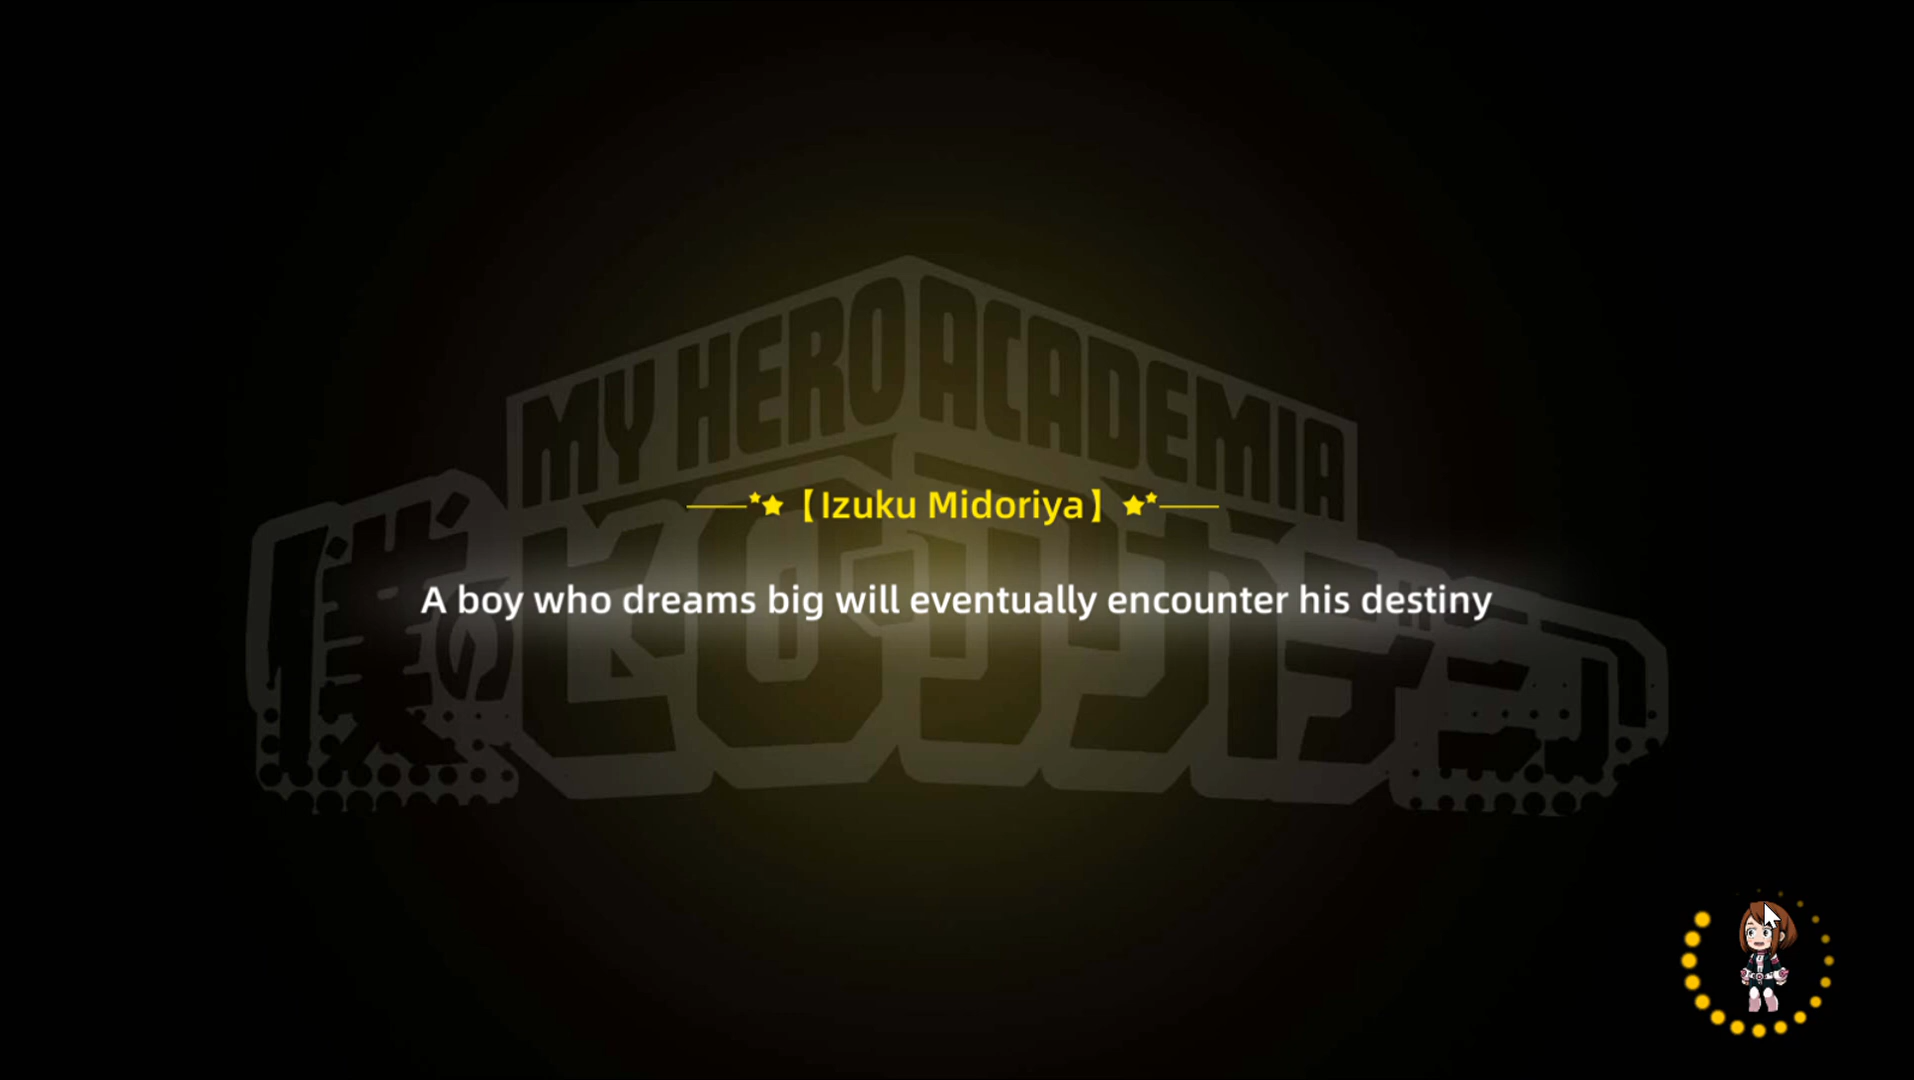 MY HERO ACADEMIA
【Izuku Midoriya】
A boy who dreams big will eventually encounter his destiny
僕のヒーローアカデミア